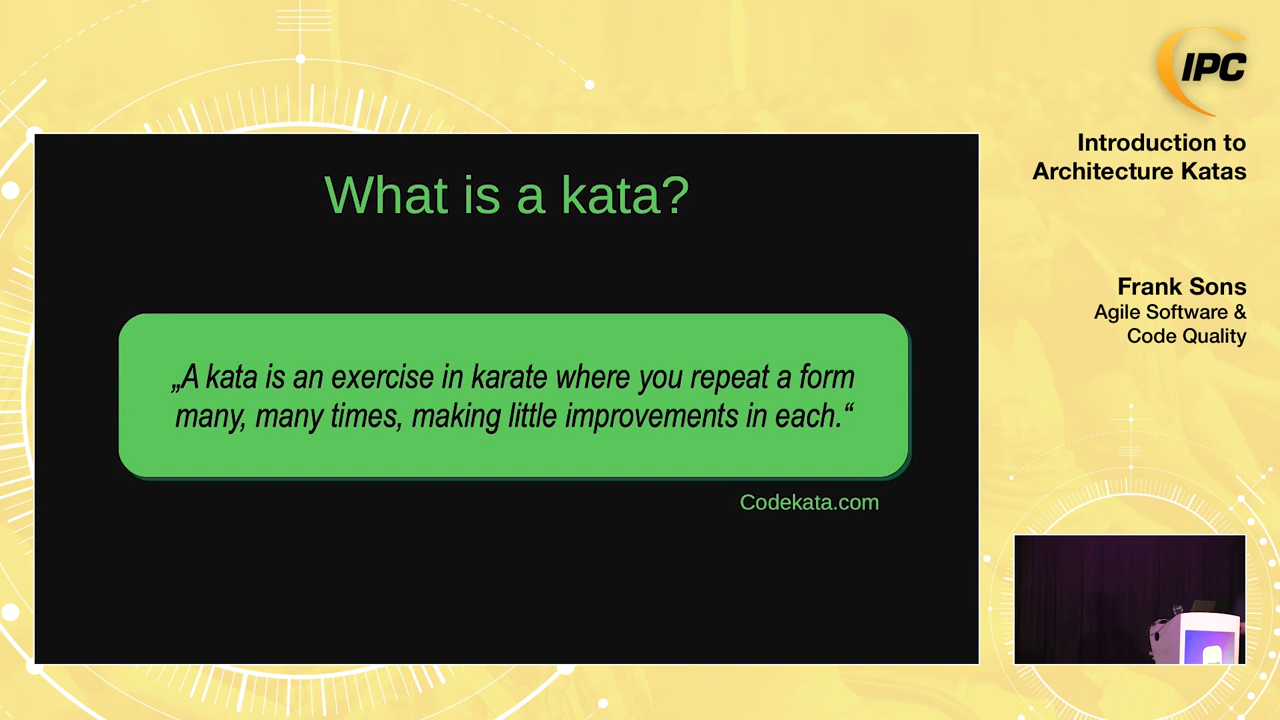 IPC
Introduction to
Architecture Katas
Frank Sons
Agile Software &
Code Quality
What is a kata?
„A kata is an exercise in karate where you repeat a form
many, many times, making little improvements in each.“
Codekata.com